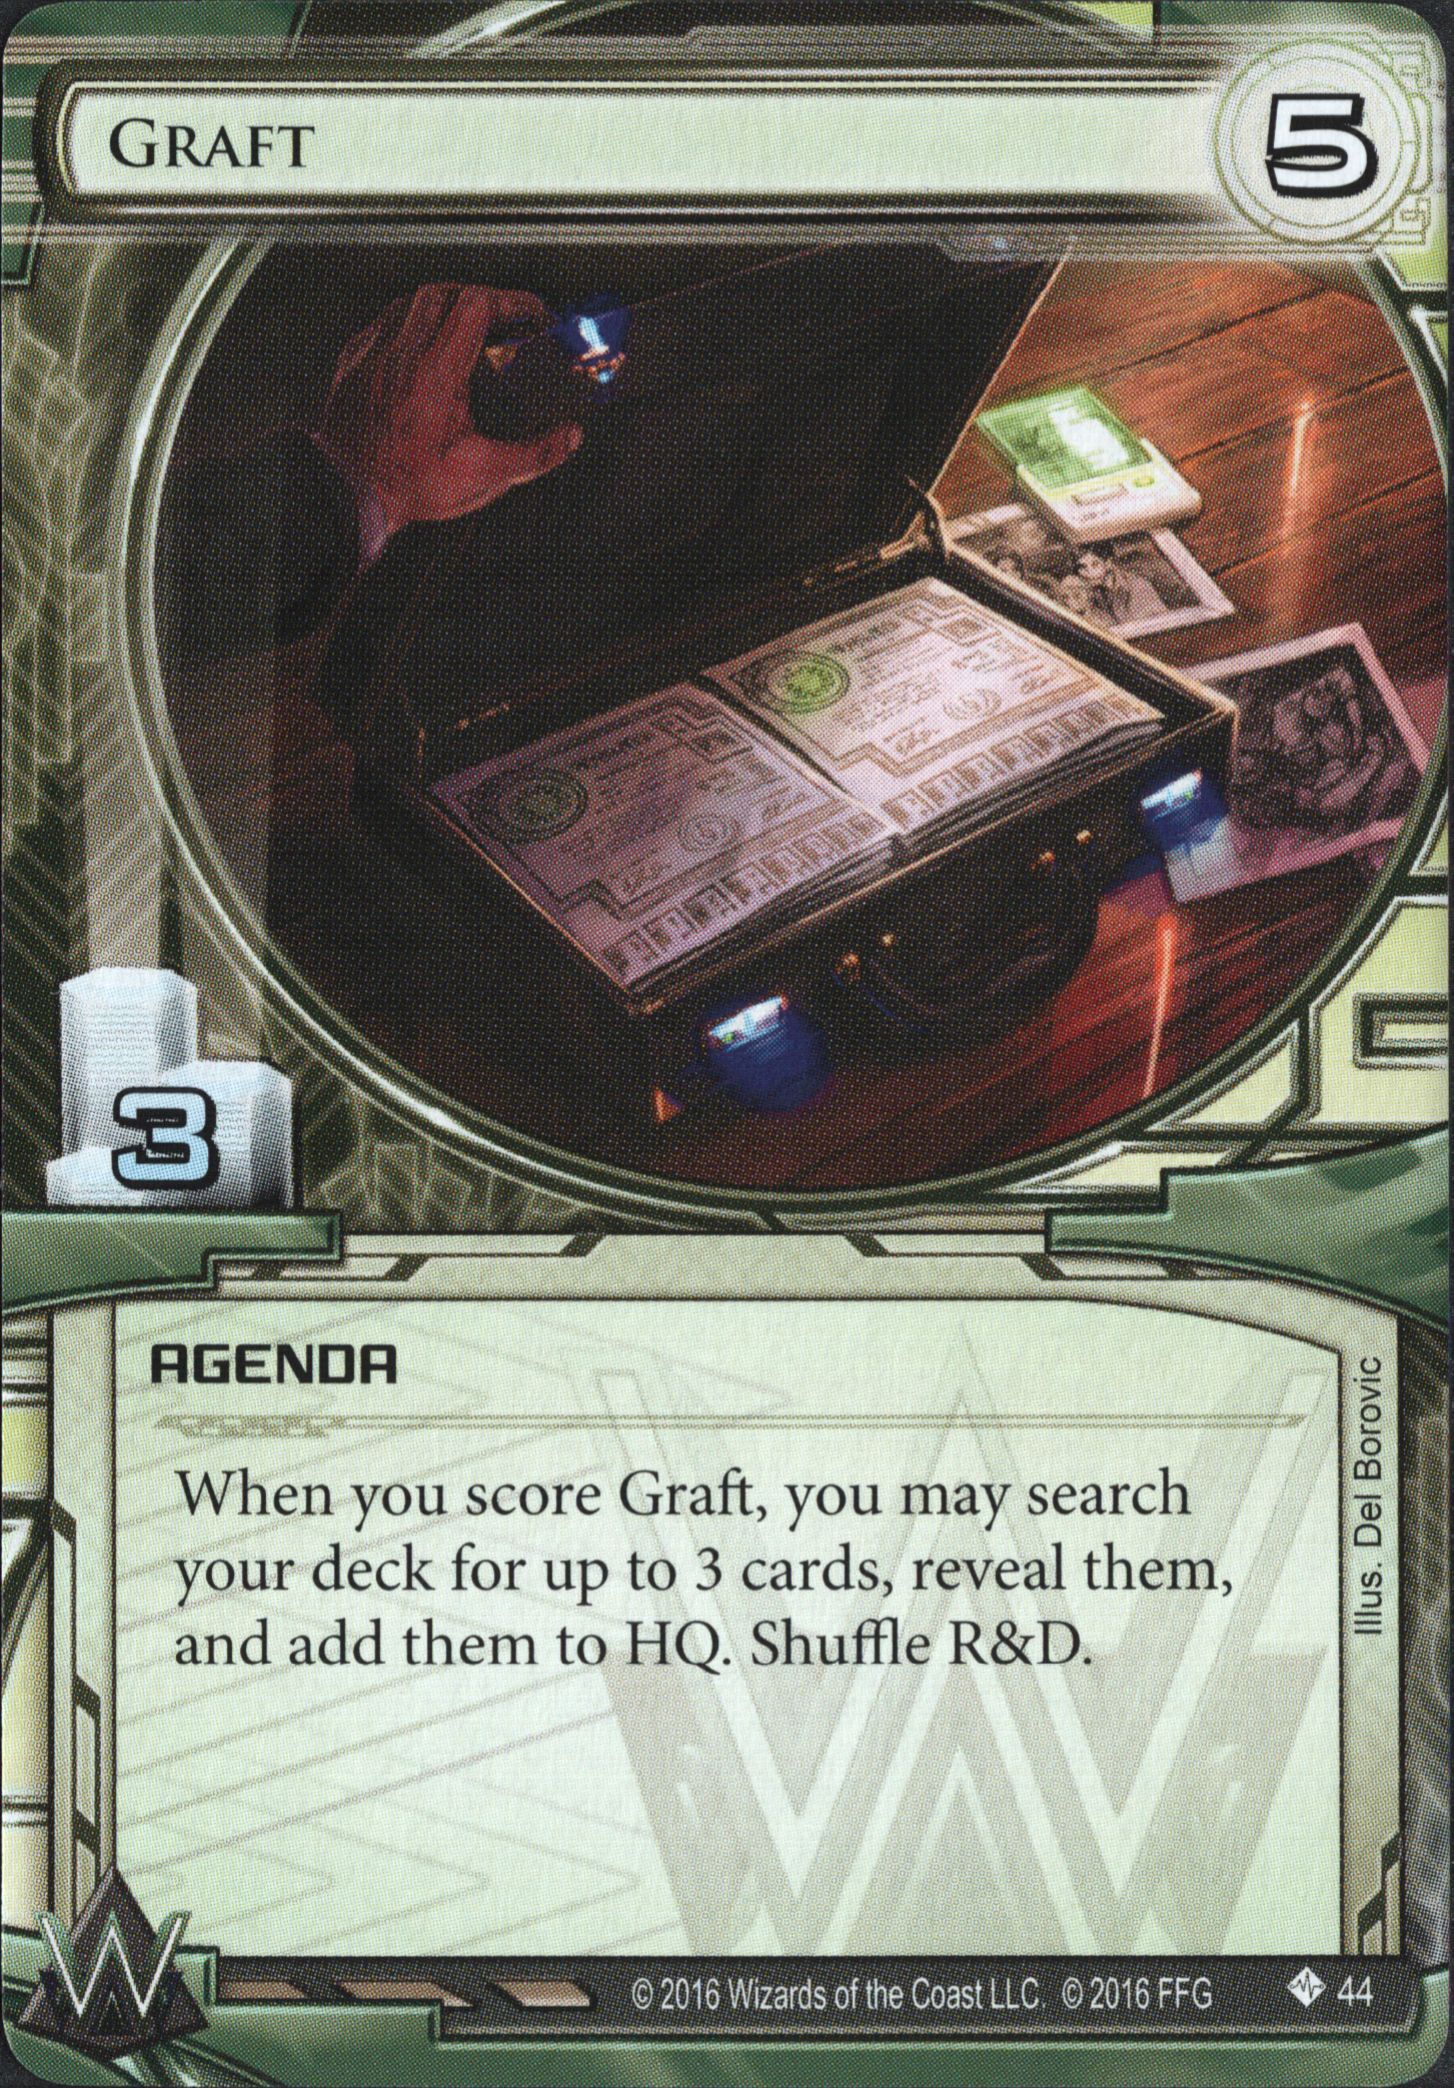 GRAFT
5
3
AGENDA
When you score Graft, you may search
your deck for up to 3 cards, reveal them,
and add them to HQ. Shuffle R&D.
Illus. Del Borovic
© 2016 Wizards of the Coast LLC. © 2016 FFG
44